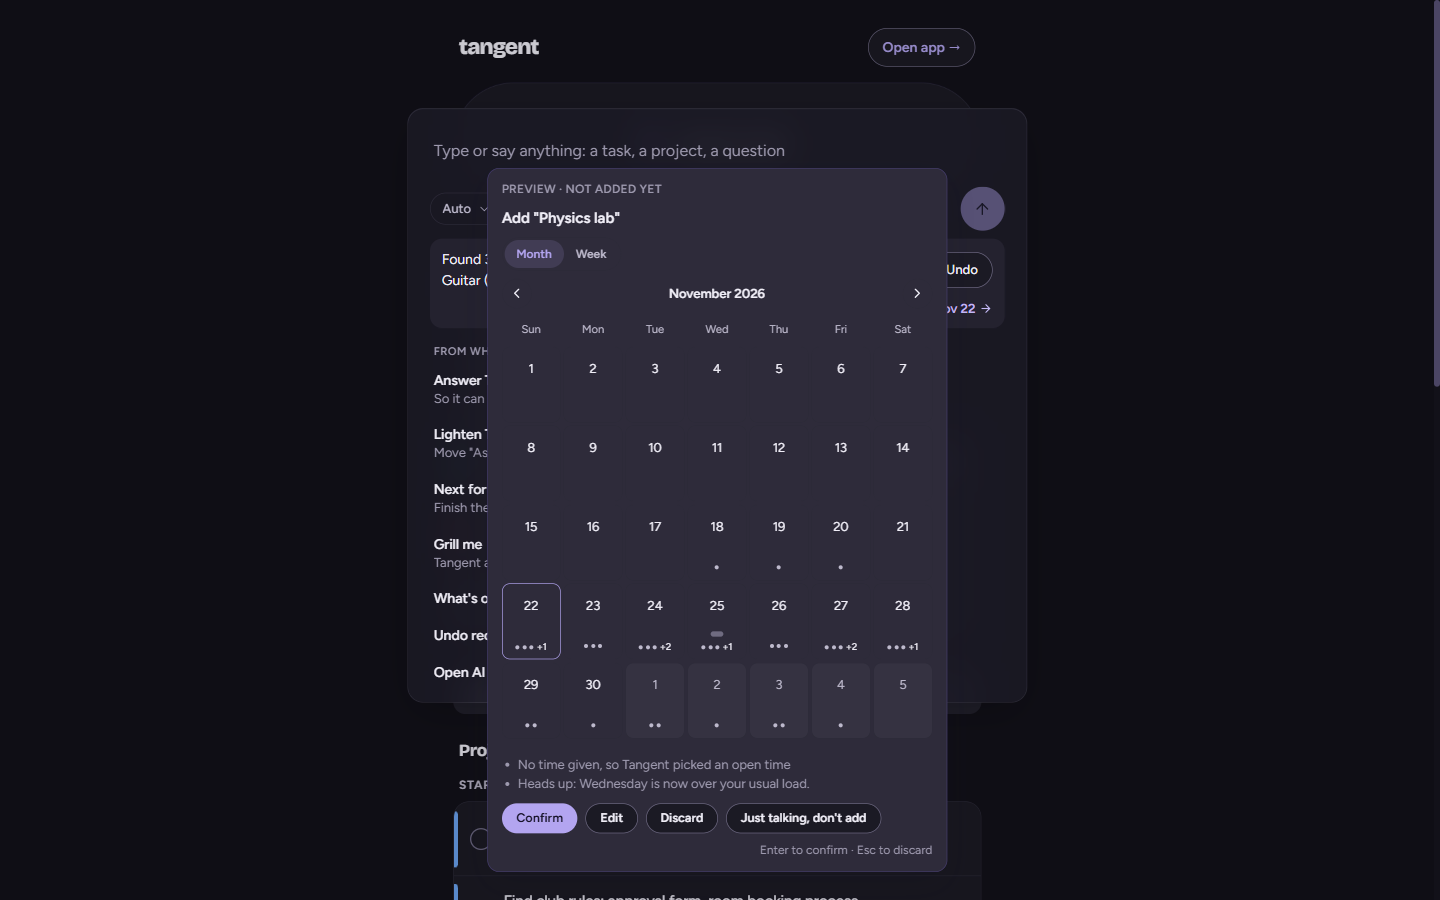 tangent
Open app →
Type or say anything: a task, a project, a question
PREVIEW · NOT ADDED YET
Add "Physics lab"
Auto
Month Week
Found
Guitar (
Undo
Nov 22 →
November 2026
Sun Mon Tue Wed Thu Fri Sat
FROM
1 2 3 4 5 6 7
Answer
So it can
Lighten
Move "As
8 9 10 11 12 13 14
Next for
Finish the
15 16 17 18 19 20 21
Grill me
Tangent
What's
22 23 24 25 26 27 28
+1 +2 +1 +2 +1
Undo
Open AI
29 30 1 2 3 4 5
No time given, so Tangent picked an open time
Heads up: Wednesday is now over your usual load.
Confirm Edit Discard Just talking, don't add
Enter to confirm · Esc to discard